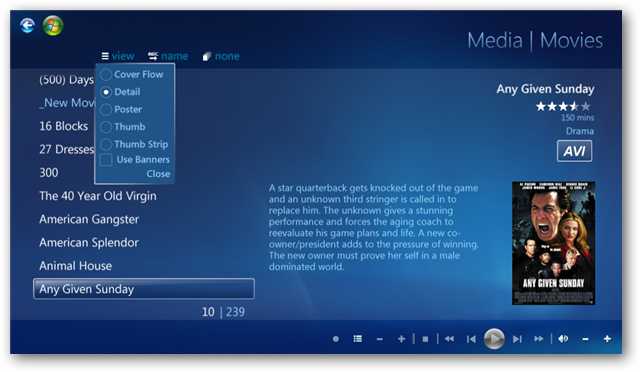 Media | Movies
view name none
Cover Flow
Detail
Poster
Thumb
Thumb Strip
Use Banners
Close
(500) Days
_New Mov
16 Blocks
27 Dresses
300
The 40 Year Old Virgin
American Gangster
American Splendor
Animal House
Any Given Sunday
10 | 239
Any Given Sunday
150 mins
Drama
AVI
A star quarterback gets knocked out of the game
and an unknown third stringer is called in to
replace him. The unknown gives a stunning
performance and forces the aging coach to
reevaluate his game plans and life. A new co-
owner/president adds to the pressure of winning.
The new owner must prove her self in a male
dominated world.
ANY GIVEN SUNDAY